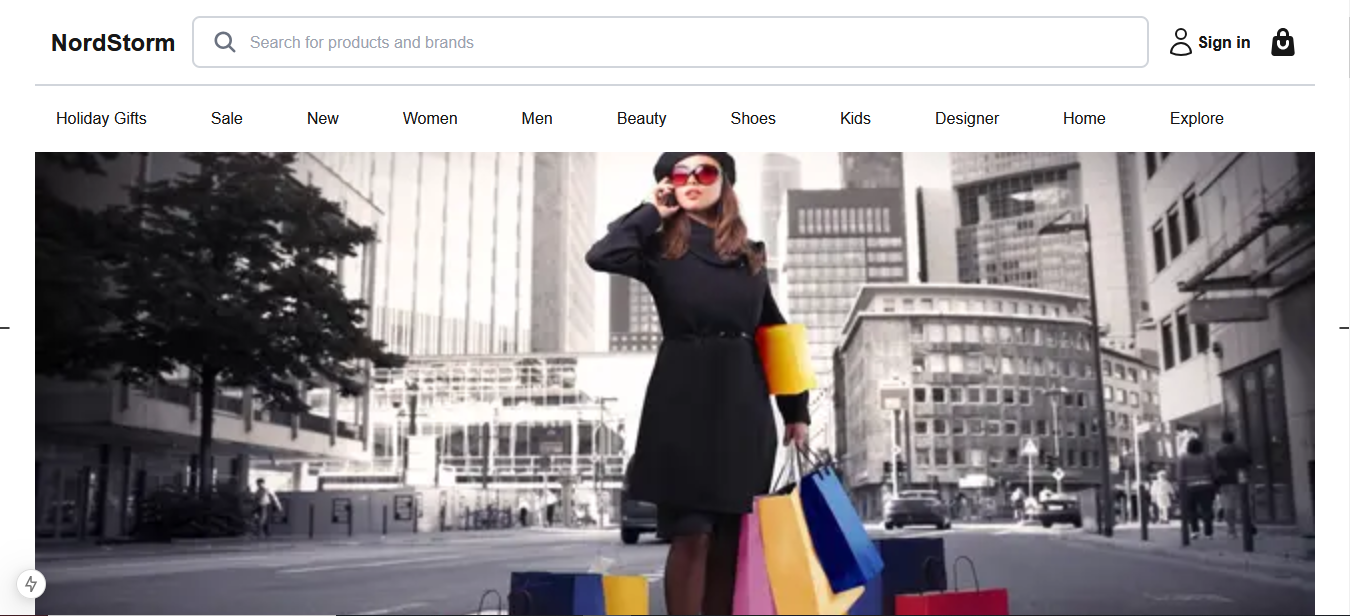 NordStorm
Search for products and brands
Sign in
Holiday Gifts Sale New Women Men Beauty Shoes Kids Designer Home Explore